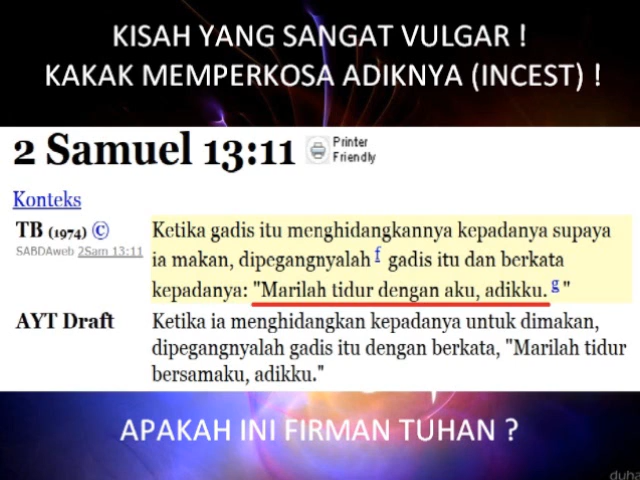 KISAH YANG SANGAT VULGAR !
KAKAK MEMPERKOSA ADIKNYA (INCEST) !
2 Samuel 13:11
Printer
Friendly
Konteks
TB (1974) ©
SABDAweb 2Sam 13:11
Ketika gadis itu menghidangkannya kepadanya supaya
ia makan, dipegangnyalah f gadis itu dan berkata
kepadanya: "Marilah tidur dengan aku, adikku. g "
AYT Draft
Ketika ia menghidangkan kepadanya untuk dimakan,
dipegangnyalah gadis itu dengan berkata, "Marilah tidur
bersamaku, adikku."
APAKAH INI FIRMAN TUHAN ?